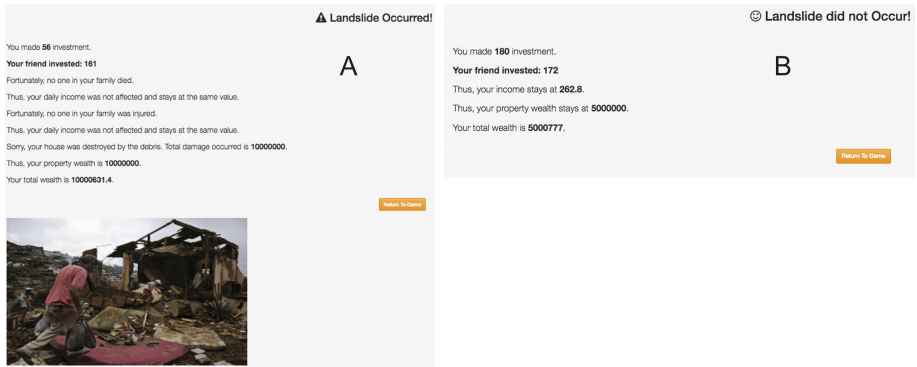 Landslide Occurred!
You made 56 investment.
A
Your friend invested: 161
Fortunately, no one in your family died.
Thus, your daily income was not affected and stays at the same value.
Fortunately, no one in your family was injured.
Thus, your daily income was not affected and stays at the same value.
Sorry, your house was destroyed by the debris. Total damage occurred is 10000000.
Thus, your property wealth is 10000000.
Your total wealth is 10000631.4.
Return To Game
Landslide did not Occur!
You made 180 investment.
B
Your friend invested: 172
Thus, your income stays at 262.8.
Thus, your property wealth stays at 5000000.
Your total wealth is 5000777.
Return To Game